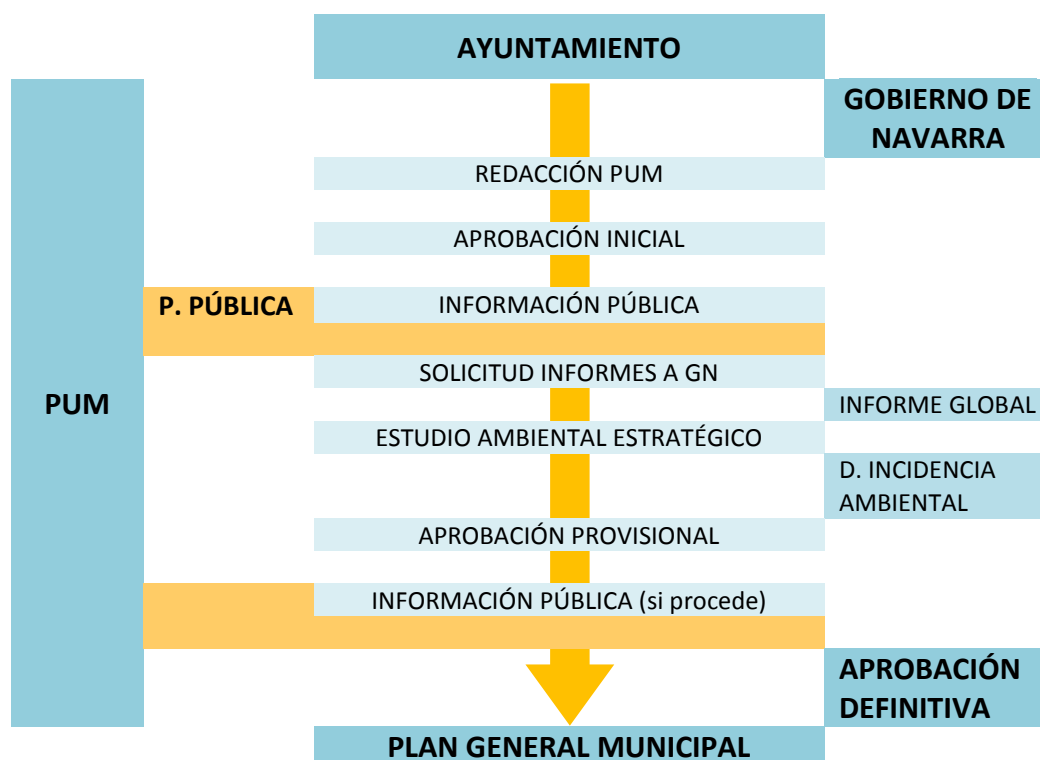 AYUNTAMIENTO
GOBIERNO DE
NAVARRA
REDACCIÓN PUM
APROBACIÓN INICIAL
P. PÚBLICA
INFORMACIÓN PÚBLICA
SOLICITUD INFORMES A GN
PUM
INFORME GLOBAL
ESTUDIO AMBIENTAL ESTRATÉGICO
D. INCIDENCIA
AMBIENTAL
APROBACIÓN PROVISIONAL
INFORMACIÓN PÚBLICA (si procede)
APROBACIÓN
DEFINITIVA
PLAN GENERAL MUNICIPAL